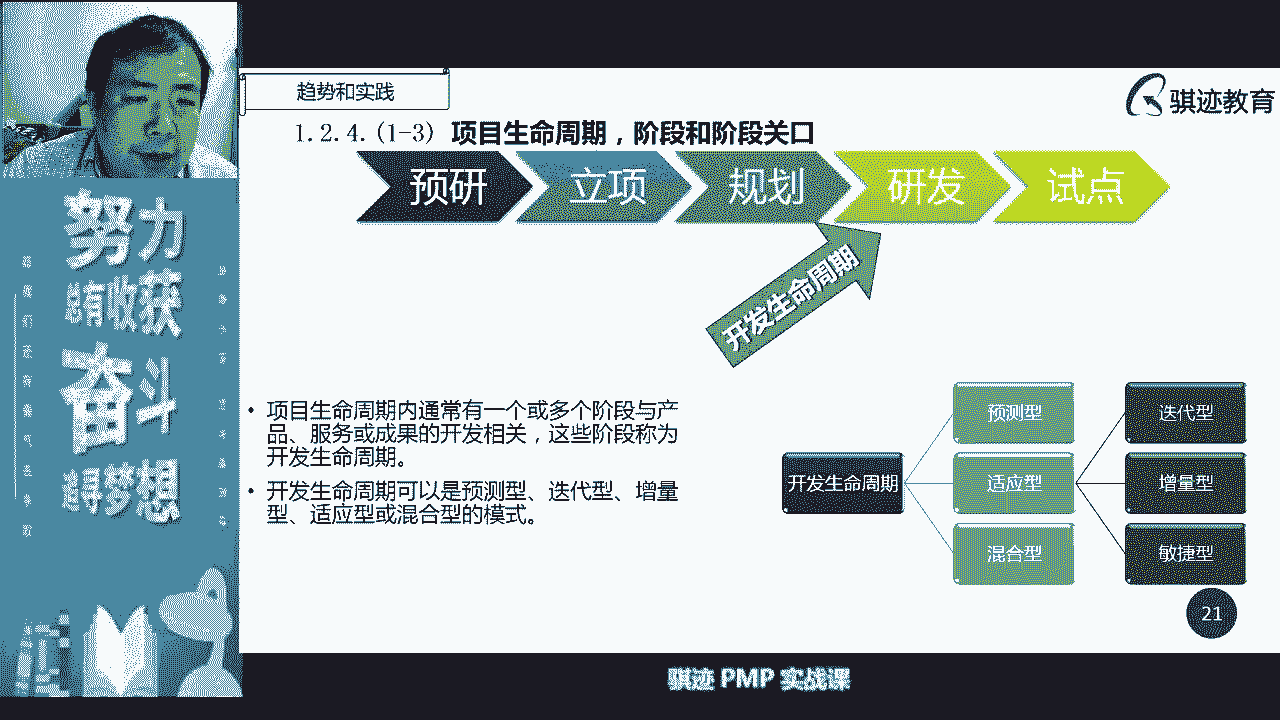 趋势和实践
骐迹教育
1.2.4.(1-3) 项目生命周期，阶段和阶段关口
预研
立项
规划
研发
试点
开发生命周期
努力
总有收获
奋斗
追寻梦想
• 项目生命周期内通常有一个或多个阶段与产
品、服务或成果的开发相关，这些阶段称为
开发生命周期。
• 开发生命周期可以是预测型、迭代型、增量
型、适应型或混合型的模式。
开发生命周期
预测型
适应型
混合型
迭代型
增量型
敏捷型
21
骐迹 PMP 实战课